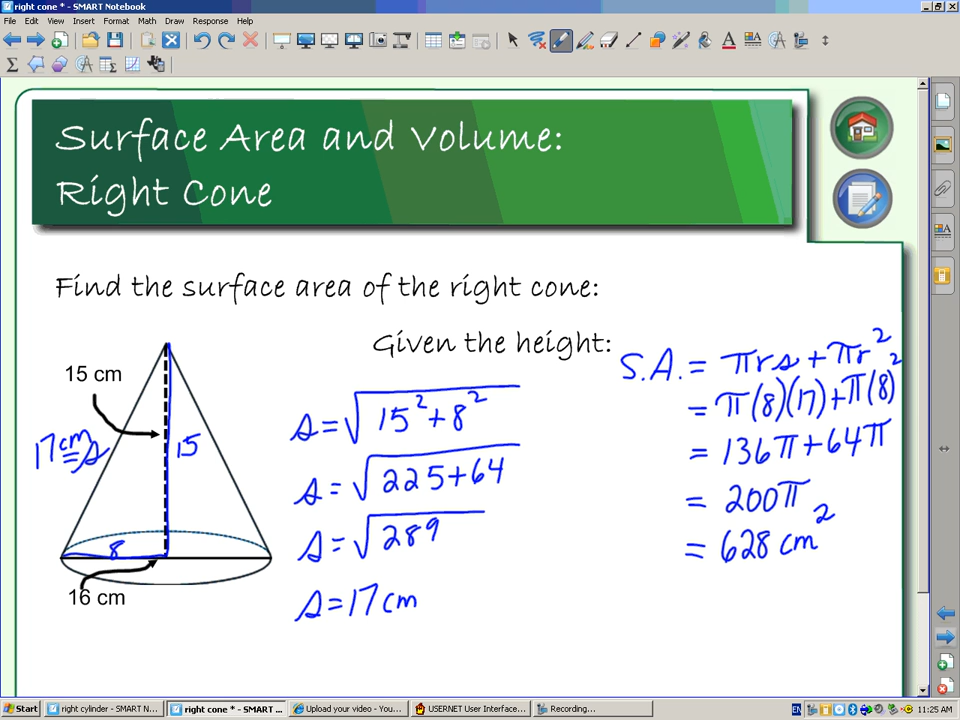 right cone * - SMART Notebook
File Edit View Insert Format Math Draw Response Help
Surface Area and Volume:
Right Cone
Find the surface area of the right cone:
Given the height:
15 cm
17 cm = s
15
8
16 cm
s = √15² + 8²
s = √225 + 64
s = √289
s = 17 cm
S.A. = πrs + πr²
= π(8)(17) + π(8)²
= 136π + 64π
= 200π
= 628 cm²
Start
right cylinder - SMART N...
right cone * - SMART ...
Upload your video - You...
USERNET User Interface...
Recording...
EN
11:25 AM